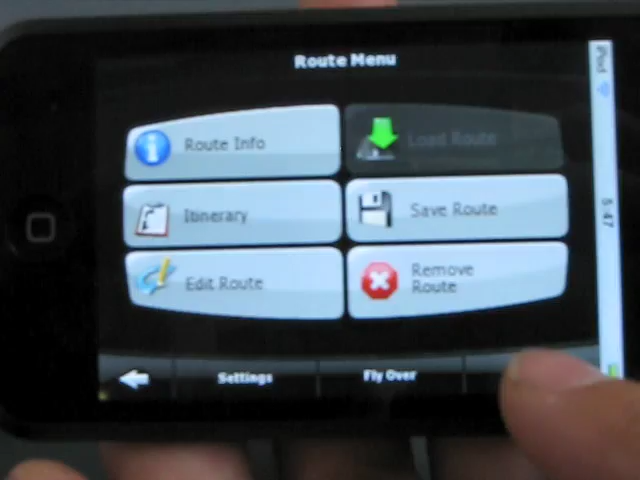 Route Menu
Route Info
Load Route
Itinerary
Save Route
Edit Route
Remove
Route
Settings
Fly Over
iPod
5:47